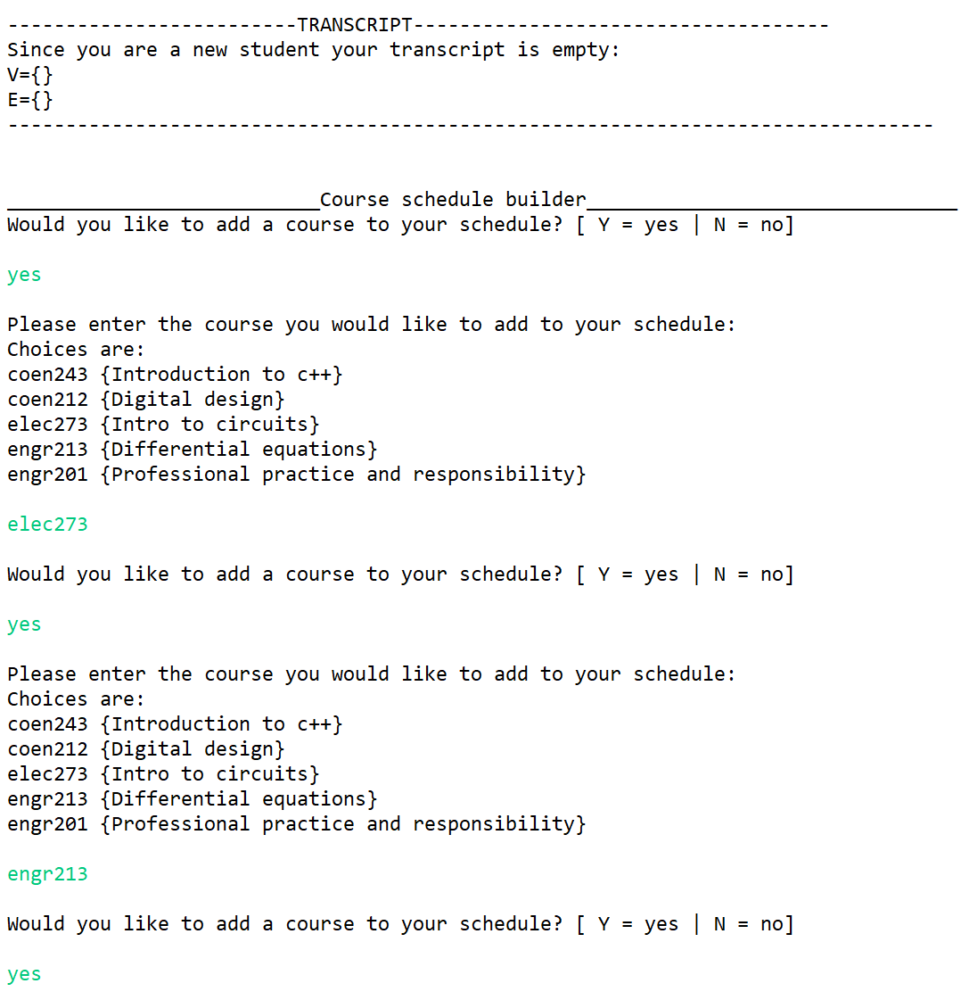 -------------------------TRANSCRIPT------------------------------------
Since you are a new student your transcript is empty:
V={}
E={}
--------------------------------------------------------------------------------
___________________________Course schedule builder________________________________
Would you like to add a course to your schedule? [ Y = yes | N = no]
yes
Please enter the course you would like to add to your schedule:
Choices are:
coen243 {Introduction to c++}
coen212 {Digital design}
elec273 {Intro to circuits}
engr213 {Differential equations}
engr201 {Professional practice and responsibility}
elec273
Would you like to add a course to your schedule? [ Y = yes | N = no]
yes
Please enter the course you would like to add to your schedule:
Choices are:
coen243 {Introduction to c++}
coen212 {Digital design}
elec273 {Intro to circuits}
engr213 {Differential equations}
engr201 {Professional practice and responsibility}
engr213
Would you like to add a course to your schedule? [ Y = yes | N = no]
yes